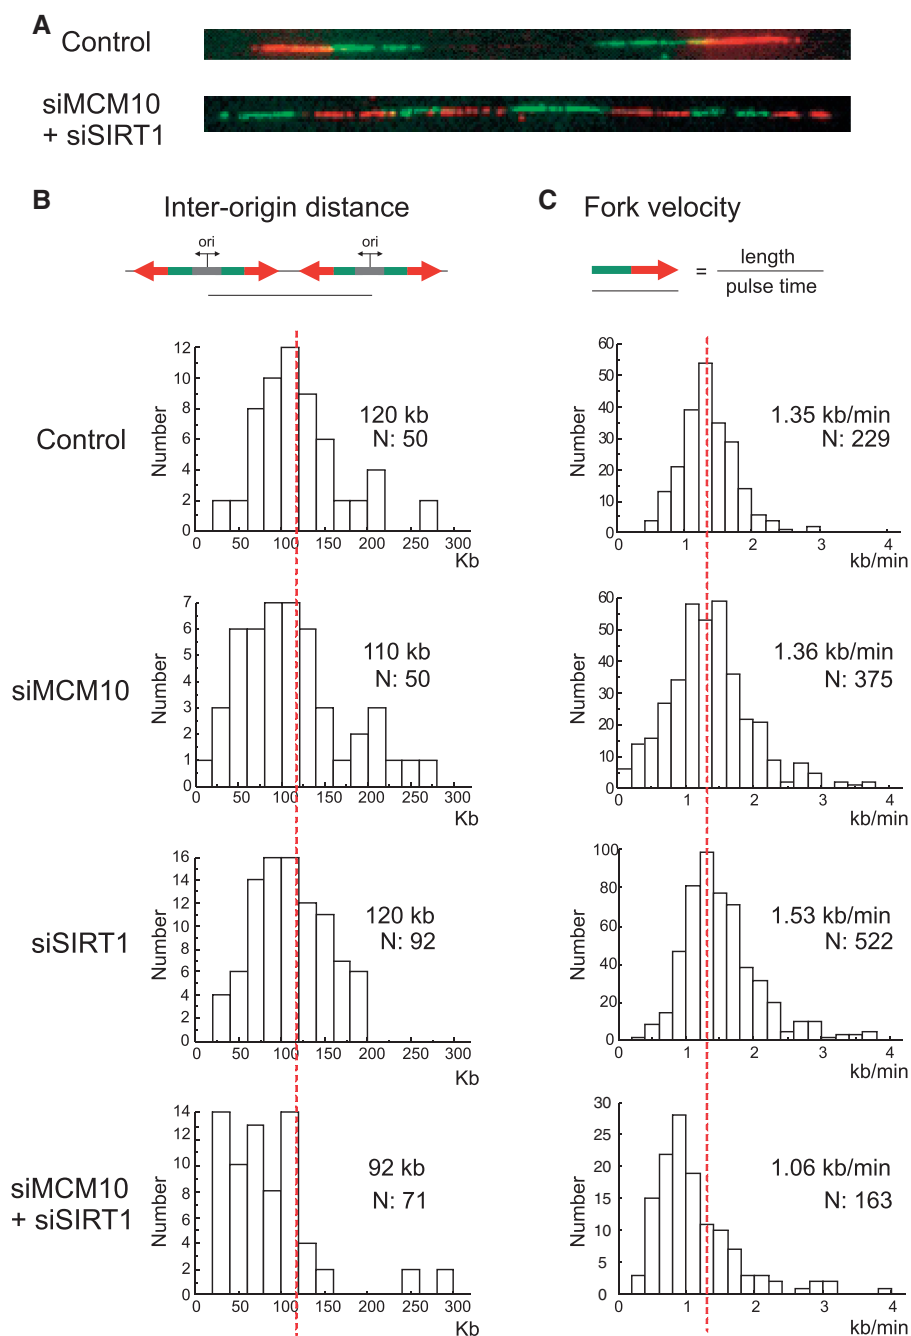 A
Control
siMCM10
+ siSIRT1
B
Inter-origin distance
ori
ori
C
Fork velocity
=
length
pulse time
Control
Number
12
10
8
6
4
2
0
120 kb
N: 50
0 50 100 150 200 250 300
Kb
Number
60
50
40
30
20
10
0
1.35 kb/min
N: 229
0 1 2 3 4
kb/min
siMCM10
Number
7
6
5
4
3
2
1
0
110 kb
N: 50
0 50 100 150 200 250 300
Kb
Number
60
50
40
30
20
10
0
1.36 kb/min
N: 375
0 1 2 3 4
kb/min
siSIRT1
Number
16
14
12
10
8
6
4
2
0
120 kb
N: 92
0 50 100 150 200 250 300
Kb
Number
100
80
60
40
20
0
1.53 kb/min
N: 522
0 1 2 3 4
kb/min
siMCM10
+ siSIRT1
Number
14
12
10
8
6
4
2
0
92 kb
N: 71
0 50 100 150 200 250 300
Kb
Number
30
25
20
15
10
5
0
1.06 kb/min
N: 163
0 1 2 3 4
kb/min